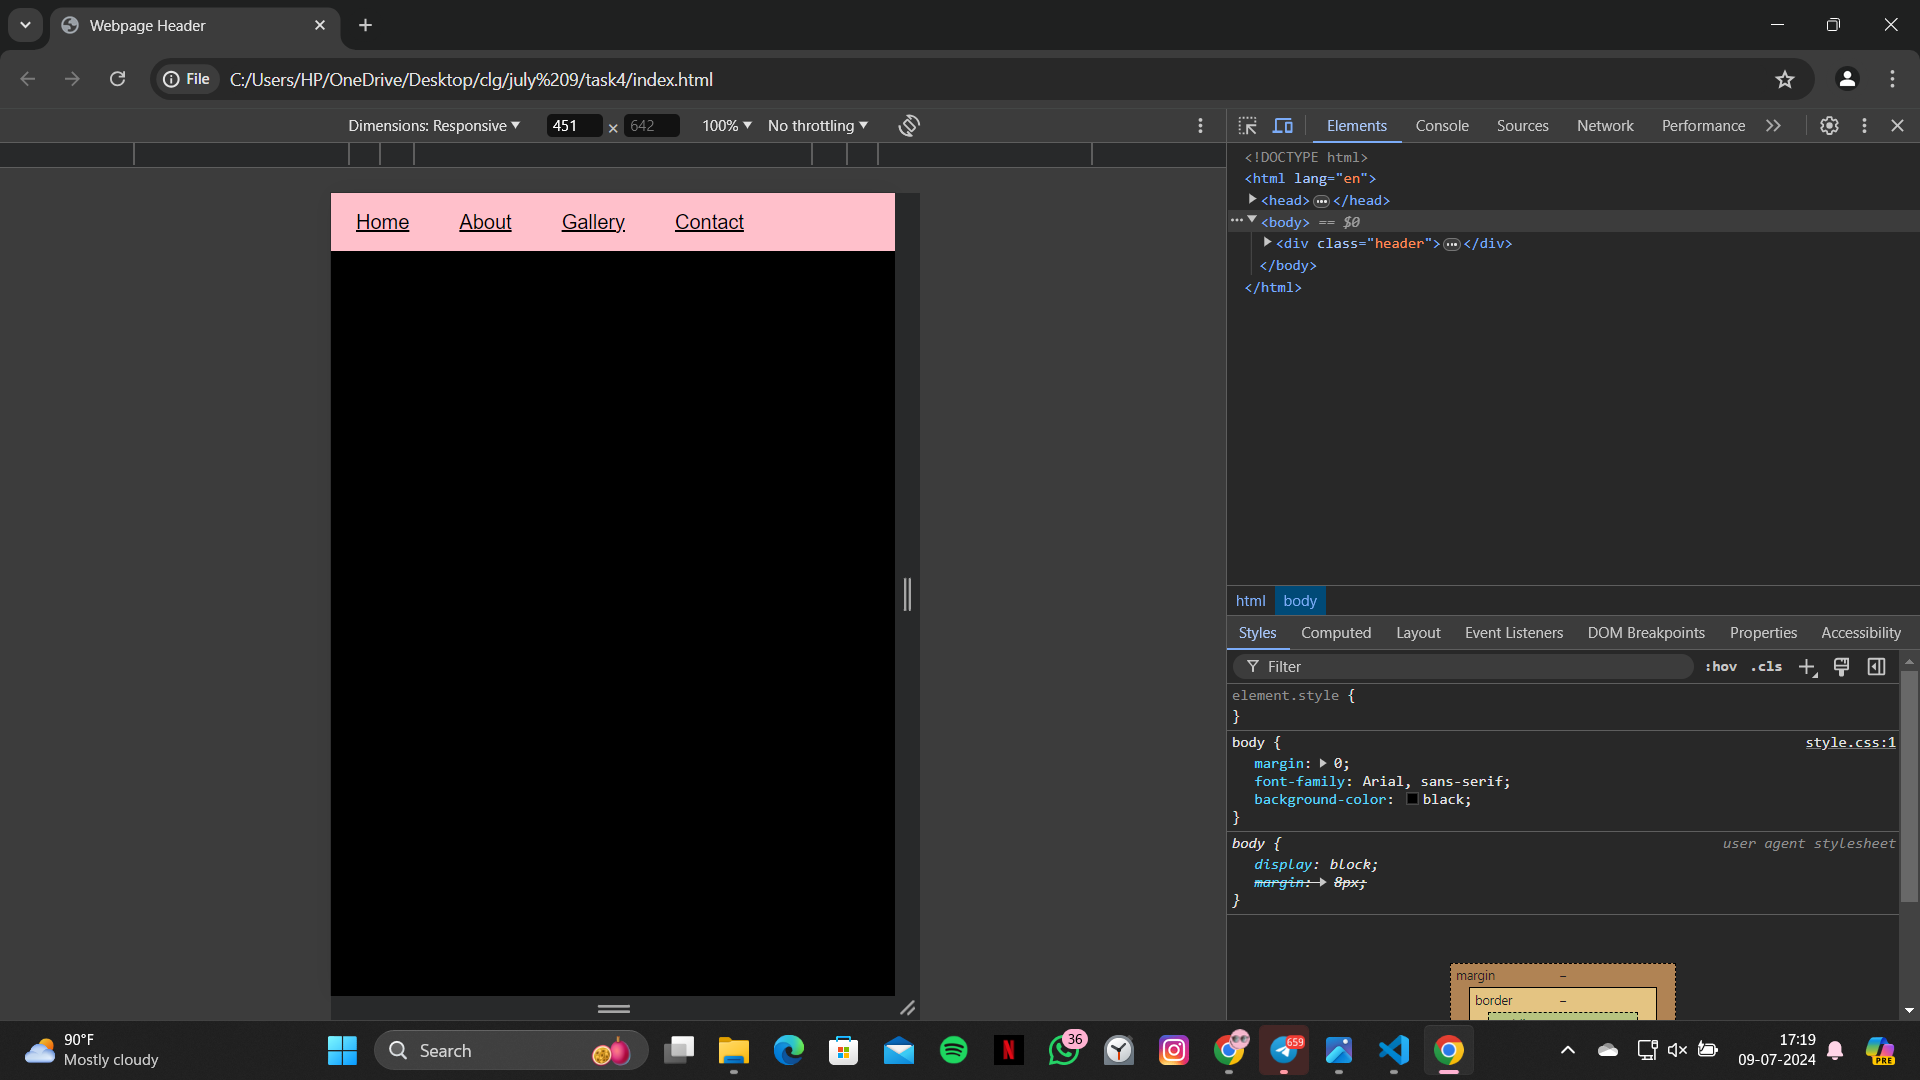 Webpage Header
File
C:/Users/HP/OneDrive/Desktop/clg/july%209/task4/index.html
Dimensions: Responsive 451 × 642 100% No throttling
Elements Console Sources Network Performance
Home About Gallery Contact
<!DOCTYPE html>
<html lang="en">
<head> ••• </head>
••• <body> == $0
<div class="header"> ••• </div>
</body>
</html>
html body
Styles Computed Layout Event Listeners DOM Breakpoints Properties Accessibility
Filter :hov .cls
element.style {
}
body { style.css:1
margin: 0;
font-family: Arial, sans-serif;
background-color: black;
}
body { user agent stylesheet
display: block;
margin: 8px;
}
margin –
border –
90°F
Mostly cloudy
Search
N
36
659
17:19
09-07-2024
PRE